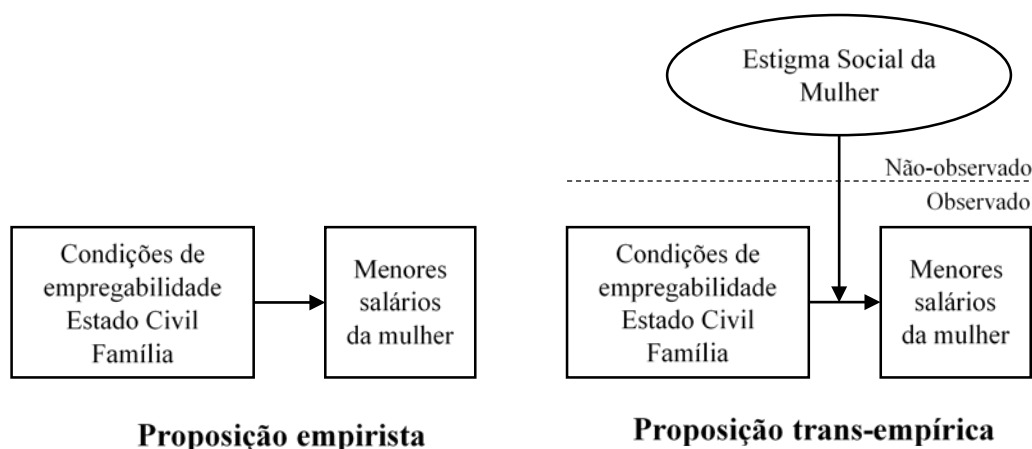 Condições de
empregabilidade
Estado Civil
Família
Menores
salários
da mulher
Proposição empirista
Estigma Social da
Mulher
Não-observado
Observado
Condições de
empregabilidade
Estado Civil
Família
Menores
salários
da mulher
Proposição trans-empírica